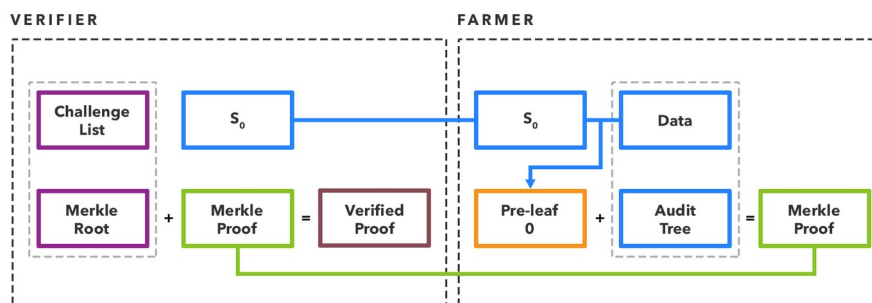 VERIFIER
FARMER
Challenge
List
S₀
S₀
Data
Merkle
Root
+
Merkle
Proof
=
Verified
Proof
Pre-leaf
0
+
Audit
Tree
=
Merkle
Proof